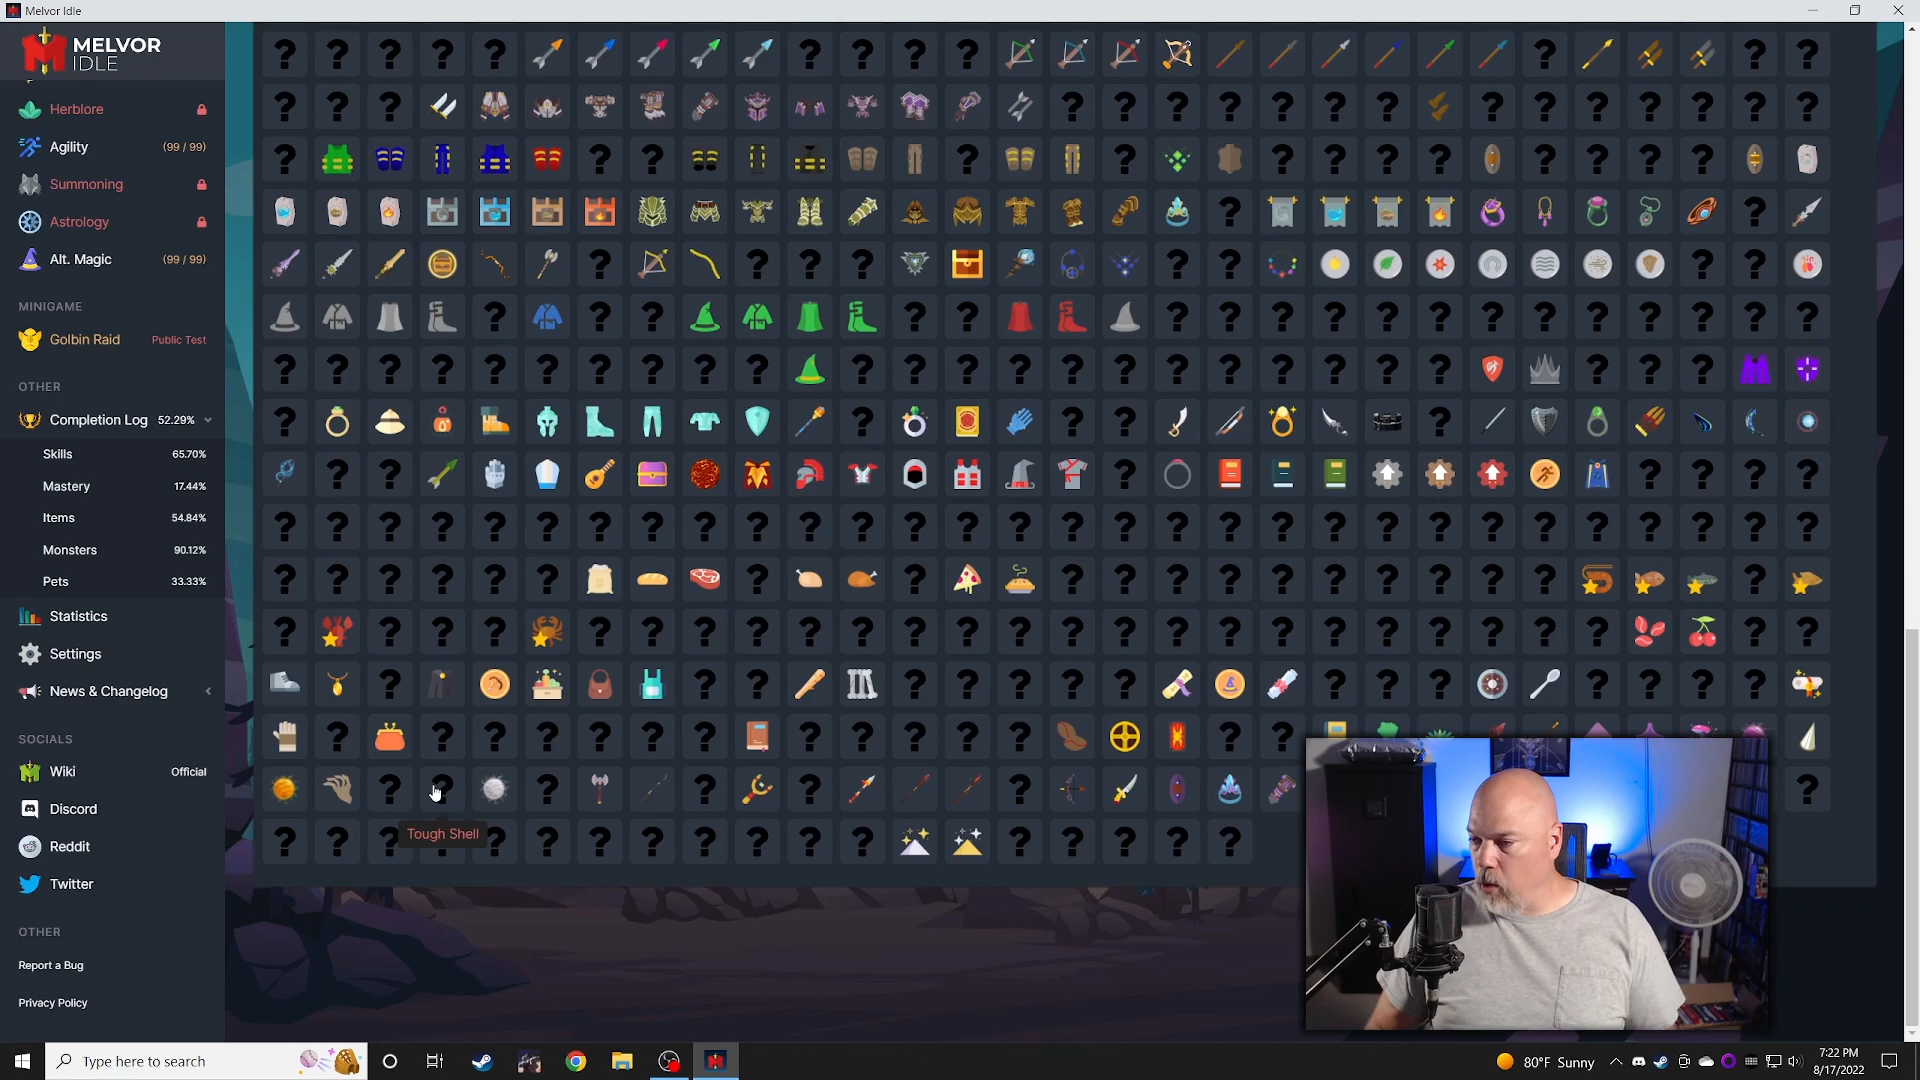 Melvor Idle
MELVOR
IDLE
Herblore
Agility (99 / 99)
Summoning
Astrology
Alt. Magic (99 / 99)
MINIGAME
Golbin Raid Public Test
OTHER
Completion Log 52.29%
Skills 65.70%
Mastery 17.44%
Items 54.84%
Monsters 90.12%
Pets 33.33%
Statistics
Settings
News & Changelog
SOCIALS
Wiki Official
Discord
Reddit
Twitter
OTHER
Report a Bug
Privacy Policy
Tough Shell
Type here to search
80°F Sunny
7:22 PM
8/17/2022